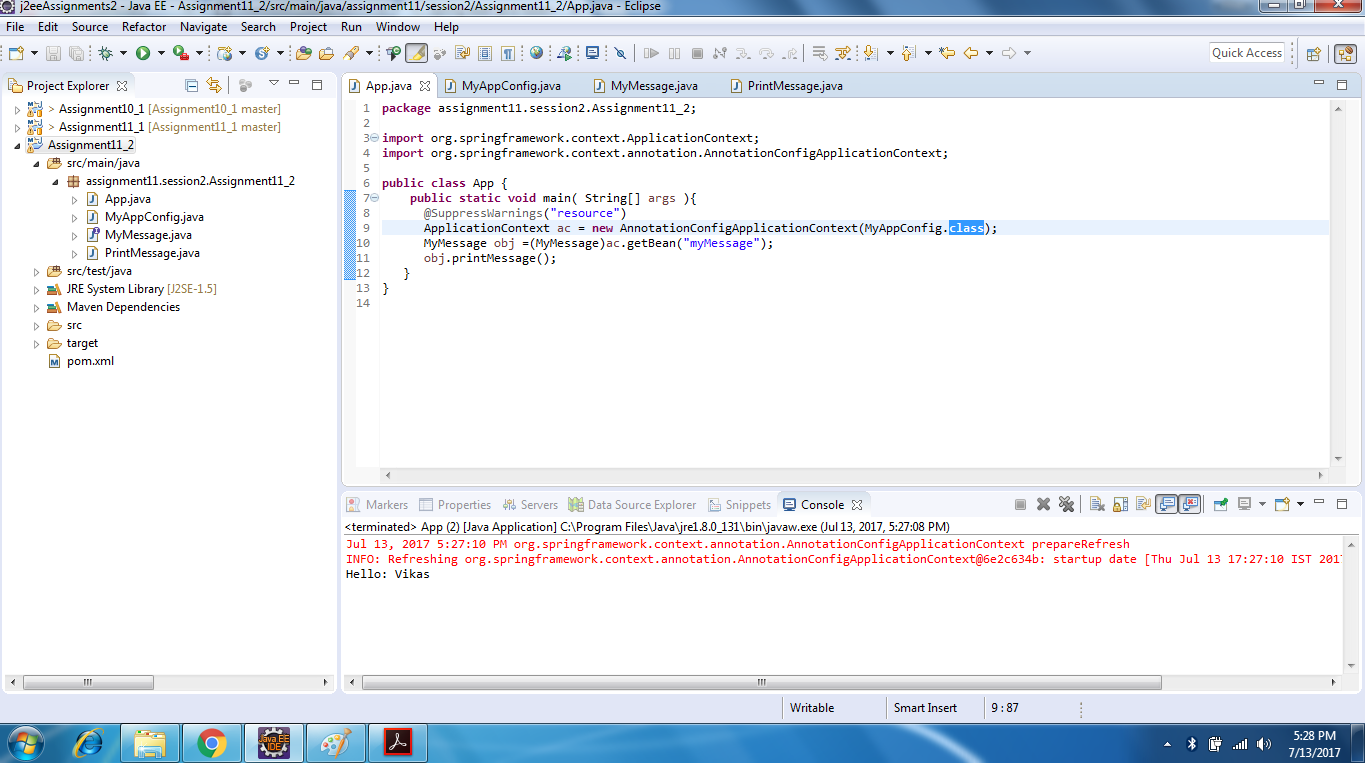 j2eeAssignments2 - Java EE - Assignment11_2/src/main/java/assignment11/session2/Assignment11_2/App.java - Eclipse
File Edit Source Refactor Navigate Search Project Run Window Help
Quick Access
Project Explorer
> Assignment10_1 [Assignment10_1 master]
> Assignment11_1 [Assignment11_1 master]
Assignment11_2
src/main/java
assignment11.session2.Assignment11_2
App.java
MyAppConfig.java
MyMessage.java
PrintMessage.java
src/test/java
JRE System Library [J2SE-1.5]
Maven Dependencies
src
target
pom.xml
App.java MyAppConfig.java MyMessage.java PrintMessage.java
1 package assignment11.session2.Assignment11_2;
2
3 import org.springframework.context.ApplicationContext;
4 import org.springframework.context.annotation.AnnotationConfigApplicationContext;
5
6 public class App {
7 public static void main( String[] args ){
8 @SuppressWarnings("resource")
9 ApplicationContext ac = new AnnotationConfigApplicationContext(MyAppConfig.class);
10 MyMessage obj =(MyMessage)ac.getBean("myMessage");
11 obj.printMessage();
12 }
13 }
14
Markers Properties Servers Data Source Explorer Snippets Console
<terminated> App (2) [Java Application] C:\Program Files\Java\jre1.8.0_131\bin\javaw.exe (Jul 13, 2017, 5:27:08 PM)
Jul 13, 2017 5:27:10 PM org.springframework.context.annotation.AnnotationConfigApplicationContext prepareRefresh
INFO: Refreshing org.springframework.context.annotation.AnnotationConfigApplicationContext@6e2c634b: startup date [Thu Jul 13 17:27:10 IST 201
Hello: Vikas
Writable Smart Insert 9 : 87
Java EE
IDE
5:28 PM
7/13/2017